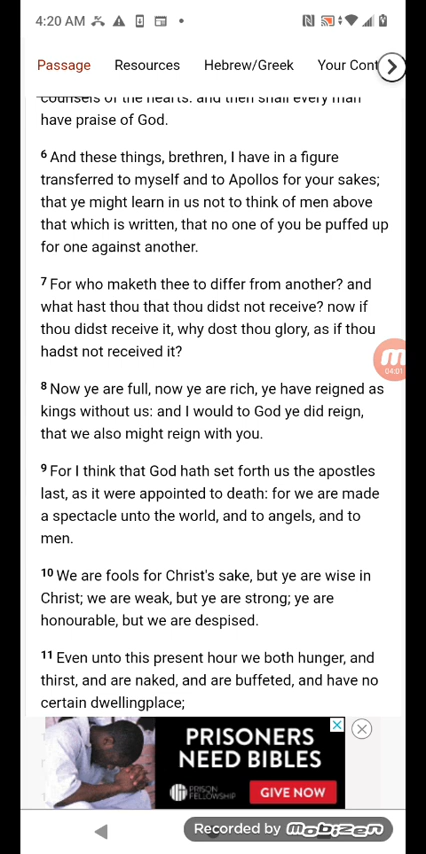 4:20 AM
Passage Resources Hebrew/Greek Your Cont
counsels of the hearts: and then shall every man
have praise of God.
6 And these things, brethren, I have in a figure
transferred to myself and to Apollos for your sakes;
that ye might learn in us not to think of men above
that which is written, that no one of you be puffed up
for one against another.
7 For who maketh thee to differ from another? and
what hast thou that thou didst not receive? now if
thou didst receive it, why dost thou glory, as if thou
hadst not received it?
8 Now ye are full, now ye are rich, ye have reigned as
kings without us: and I would to God ye did reign,
that we also might reign with you.
04:01
9 For I think that God hath set forth us the apostles
last, as it were appointed to death: for we are made
a spectacle unto the world, and to angels, and to
men.
10 We are fools for Christ's sake, but ye are wise in
Christ; we are weak, but ye are strong; ye are
honourable, but we are despised.
11 Even unto this present hour we both hunger, and
thirst, and are naked, and are buffeted, and have no
certain dwellingplace;
PRISONERS
NEED BIBLES
PRISON
FELLOWSHIP
GIVE NOW
Recorded by mobizen